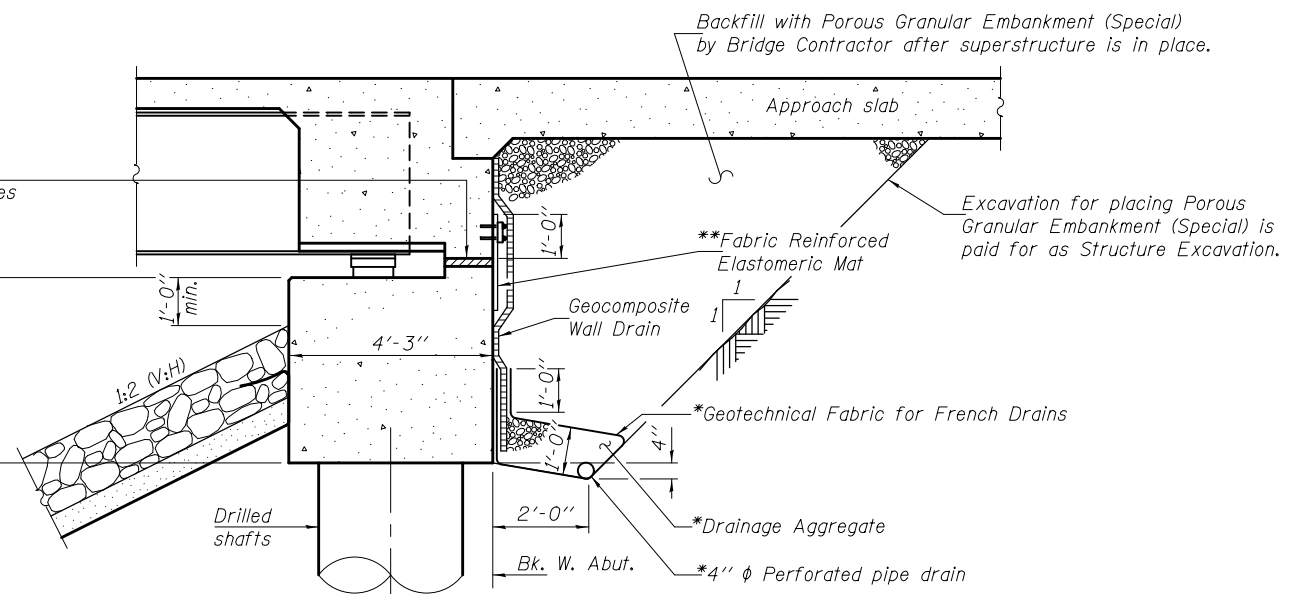 Backfill with Porous Granular Embankment (Special)
by Bridge Contractor after superstructure is in place.
Approach slab
es
Excavation for placing Porous
Granular Embankment (Special) is
paid for as Structure Excavation.
1'-0"
**Fabric Reinforced
Elastomeric Mat
1'-0"
min.
Geocomposite
Wall Drain
1
1
4'-3"
1:2 (V:H)
1'-0"
*Geotechnical Fabric for French Drains
1'-0"
4"
Drilled
shafts
2'-0"
*Drainage Aggregate
Bk. W. Abut.
*4" ϕ Perforated pipe drain